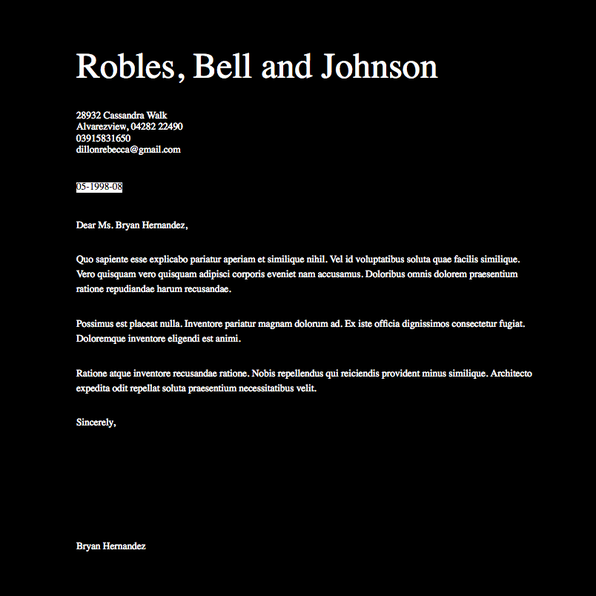 Robles, Bell and Johnson
28932 Cassandra Walk
Alvarezview, 04282 22490
03915831650
dillonrebecca@gmail.com
05-1998-08
Dear Ms. Bryan Hernandez,
Quo sapiente esse explicabo pariatur aperiam et similique nihil. Vel id voluptatibus soluta quae facilis similique.
Vero quisquam vero quisquam adipisci corporis eveniet nam accusamus. Doloribus omnis dolorem praesentium
ratione repudiandae harum recusandae.
Possimus est placeat nulla. Inventore pariatur magnam dolorum ad. Ex iste officia dignissimos consectetur fugiat.
Doloremque inventore eligendi est animi.
Ratione atque inventore recusandae ratione. Nobis repellendus qui reiciendis provident minus similique. Architecto
expedita odit repellat soluta praesentium necessitatibus velit.
Sincerely,
Bryan Hernandez